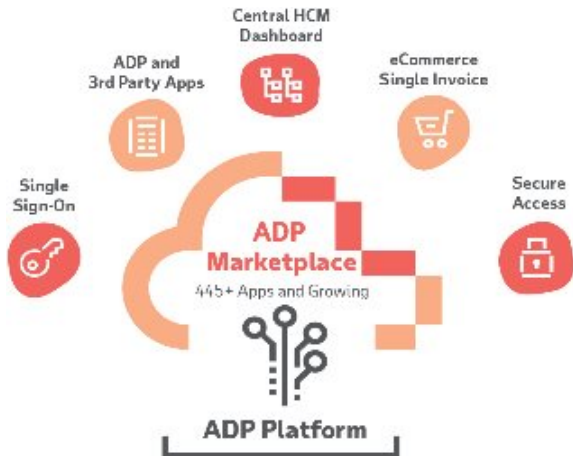 Central HCM
Dashboard
ADP and
3rd Party Apps
eCommerce
Single Invoice
Single
Sign-On
Secure
Access
ADP
Marketplace
445+ Apps and Growing
ADP Platform